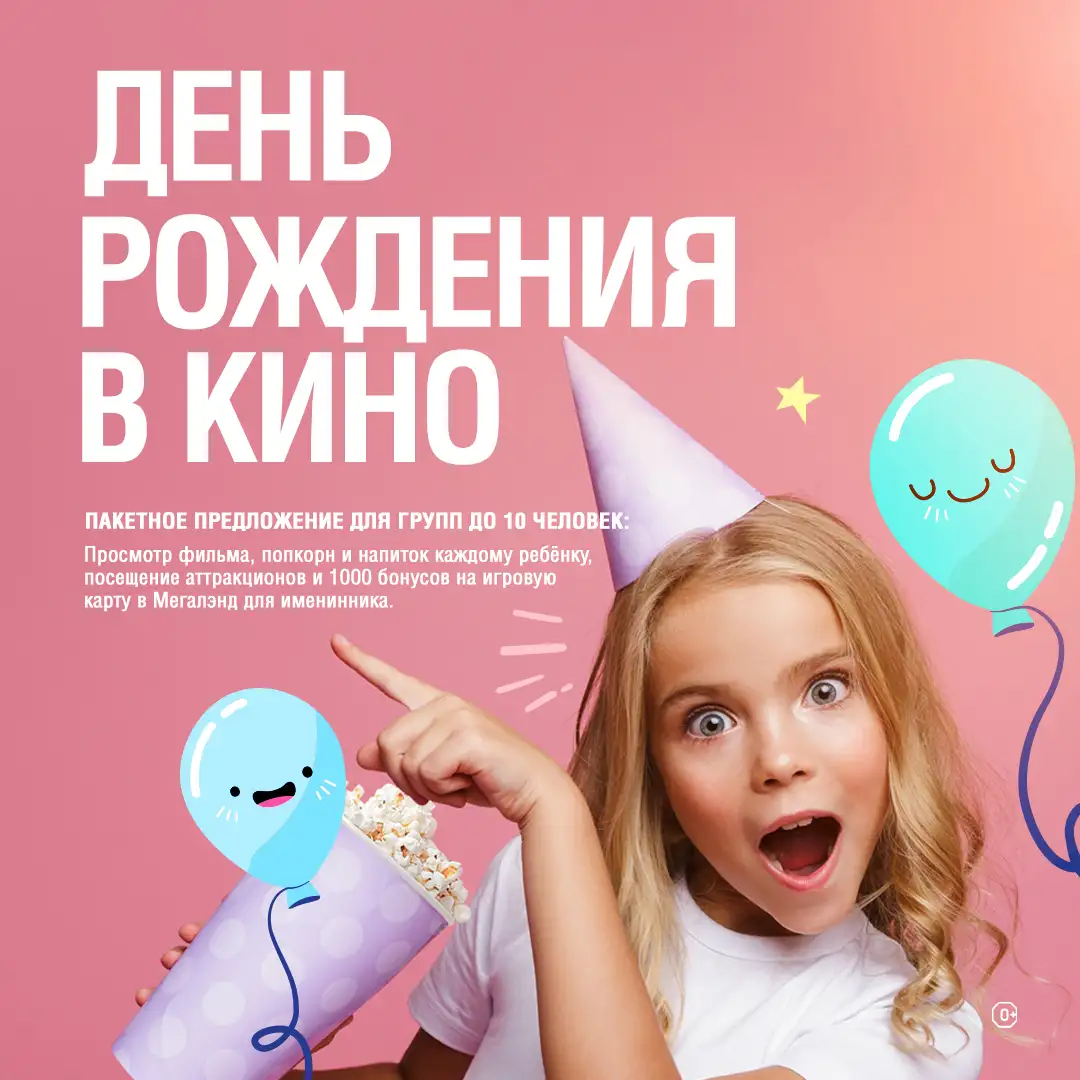 ДЕНЬ
РОЖДЕНИЯ
В КИНО
ПАКЕТНОЕ ПРЕДЛОЖЕНИЕ ДЛЯ ГРУПП ДО 10 ЧЕЛОВЕК:
Просмотр фильма, попкорн и напиток каждому ребёнку,
посещение аттракционов и 1000 бонусов на игровую
карту в Мегалэнд для именинника.
0+